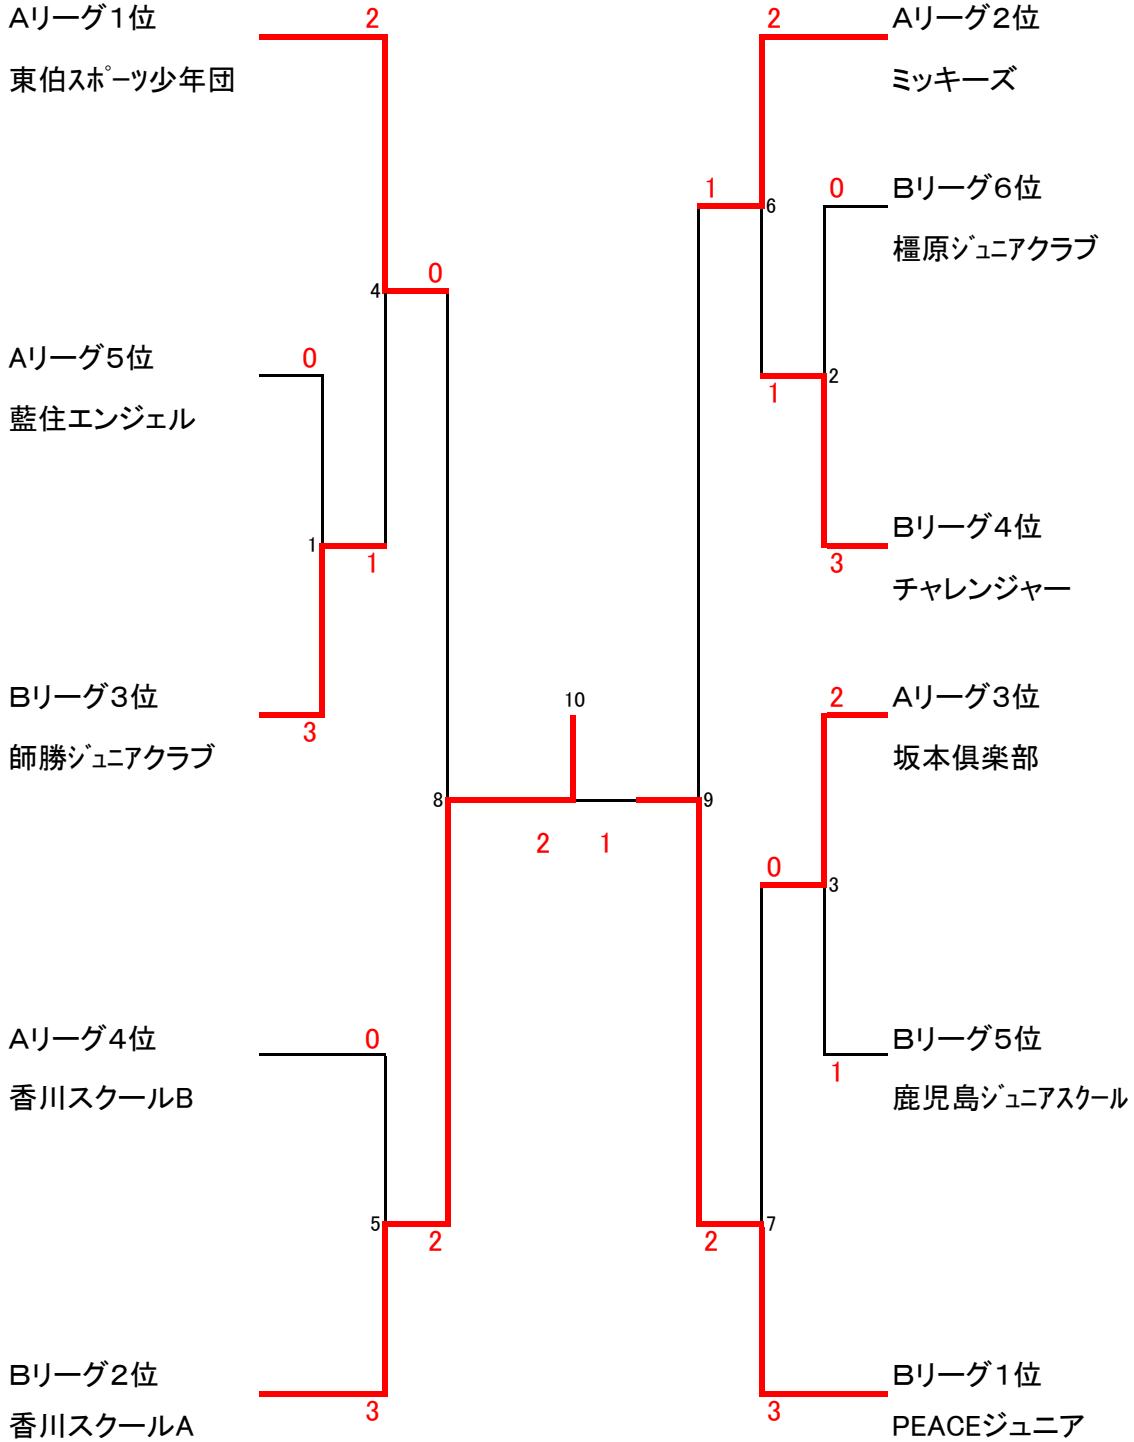 Aリーグ1位
2
東伯スポーツ少年団
4
0
Aリーグ5位
0
藍住エンジェル
1
1
Bリーグ3位
3
師勝ジュニアクラブ
8
Aリーグ4位
0
香川スクールB
5
2
Bリーグ2位
3
香川スクールA
10
2 1
2
Aリーグ2位
ミッキーズ
1
6
0
Bリーグ6位
橿原ジュニアクラブ
2
1
Bリーグ4位
3
チャレンジャー
2
Aリーグ3位
坂本倶楽部
9
0
3
Bリーグ5位
1
鹿児島ジュニアスクール
7
2
Bリーグ1位
3
PEACEジュニア